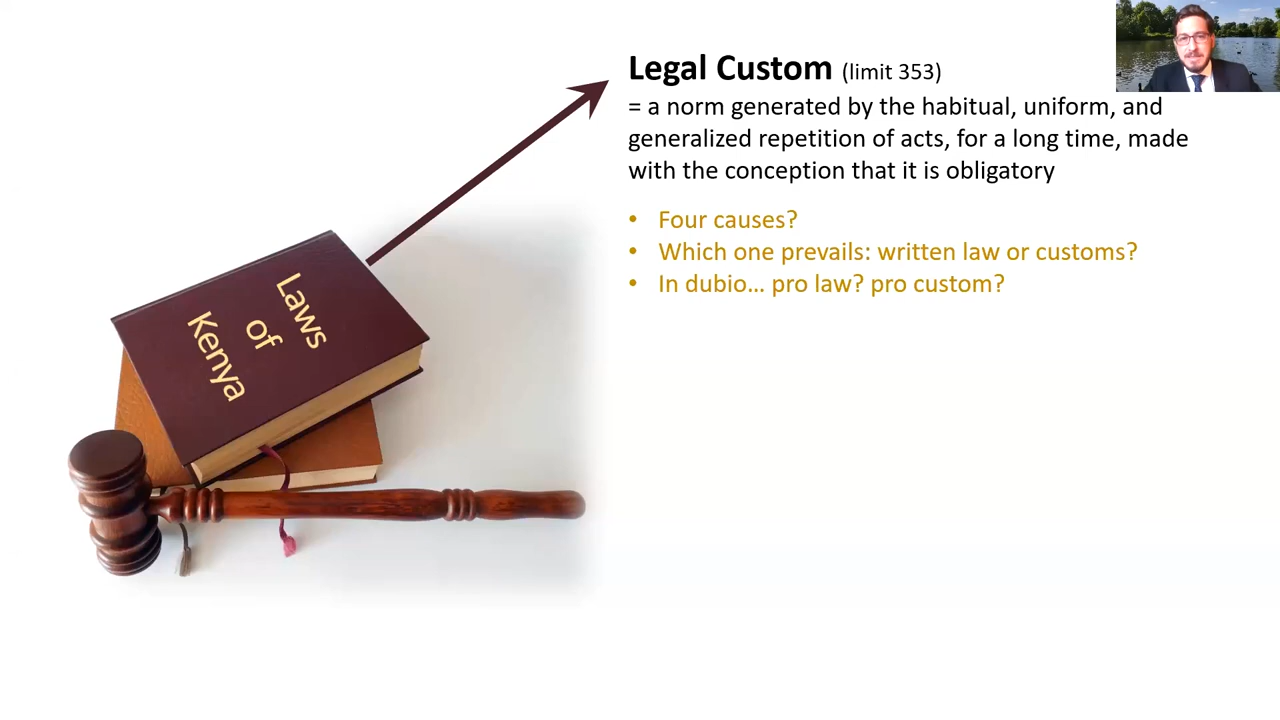 Legal Custom (limit 353)
= a norm generated by the habitual, uniform, and
generalized repetition of acts, for a long time, made
with the conception that it is obligatory
• Four causes?
• Which one prevails: written law or customs?
• In dubio... pro law? pro custom?
Laws
of
Kenya